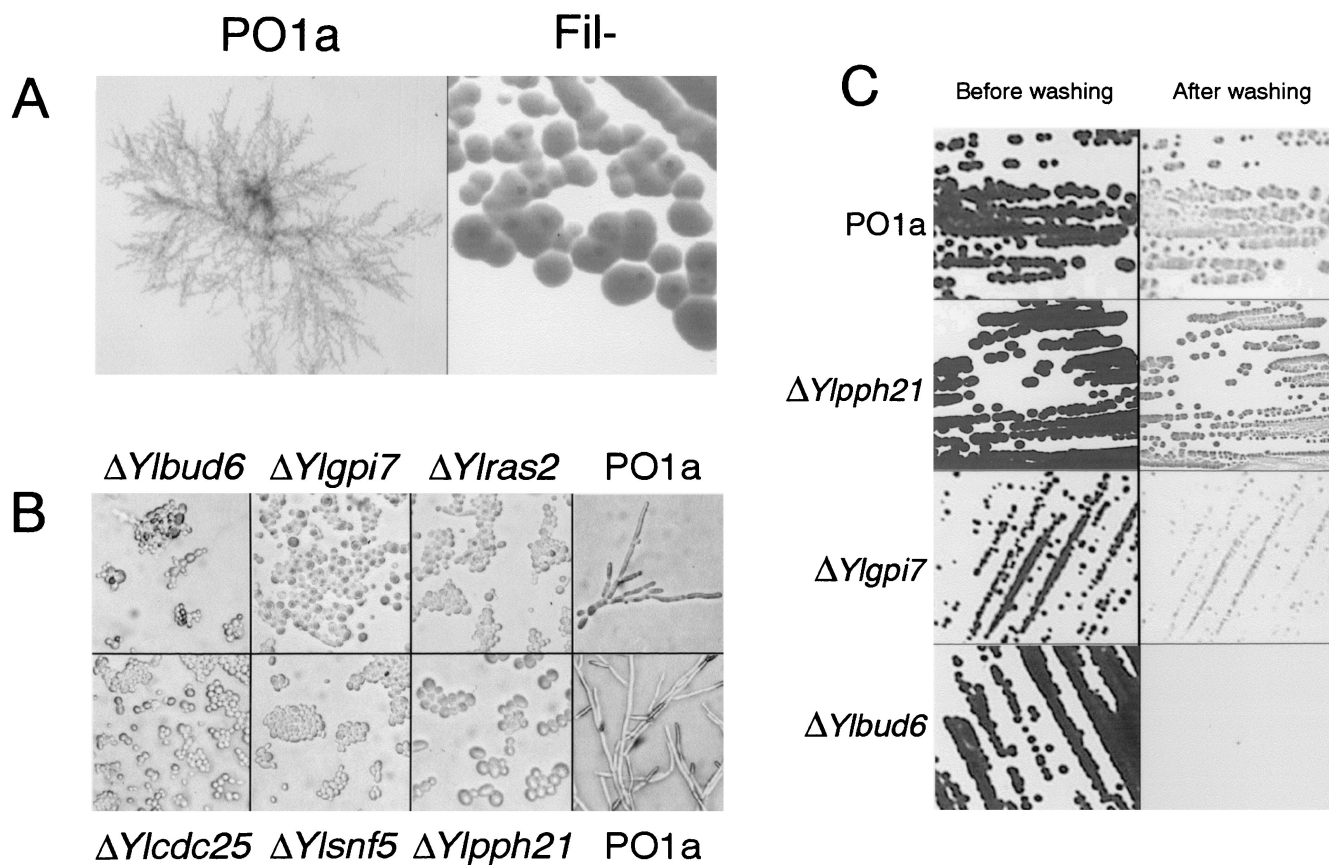 PO1a Fil-
A
ΔYlbud6 ΔYlgpi7 ΔYlras2 PO1a
B
ΔYlcdc25 ΔYlsnf5 ΔYlpph21 PO1a
C
Before washing After washing
PO1a
ΔYlpph21
ΔYlgpi7
ΔYlbud6